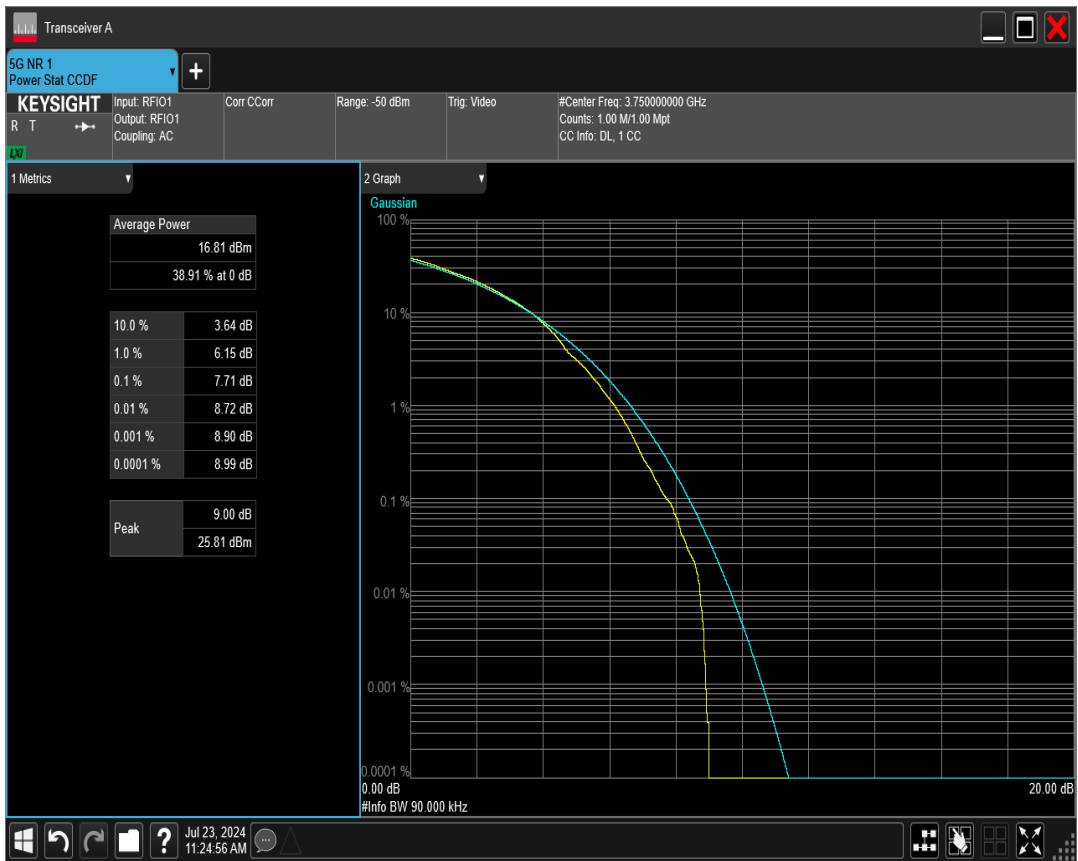 Transceiver A
5G NR 1
Power Stat CCDF
KEYSIGHT
R T
LXI
Input: RFIO1
Output: RFIO1
Coupling: AC
Corr CCorr
Range: -50 dBm
Trig: Video
#Center Freq: 3.750000000 GHz
Counts: 1.00 M/1.00 Mpt
CC Info: DL, 1 CC
1 Metrics
Average Power
16.81 dBm
38.91 % at 0 dB
10.0 % 3.64 dB
1.0 % 6.15 dB
0.1 % 7.71 dB
0.01 % 8.72 dB
0.001 % 8.90 dB
0.0001 % 8.99 dB
Peak
9.00 dB
25.81 dBm
2 Graph
Gaussian
100 %
10 %
1 %
0.1 %
0.01 %
0.001 %
0.0001 %
0.00 dB 20.00 dB
#Info BW 90.000 kHz
?
Jul 23, 2024
11:24:56 AM